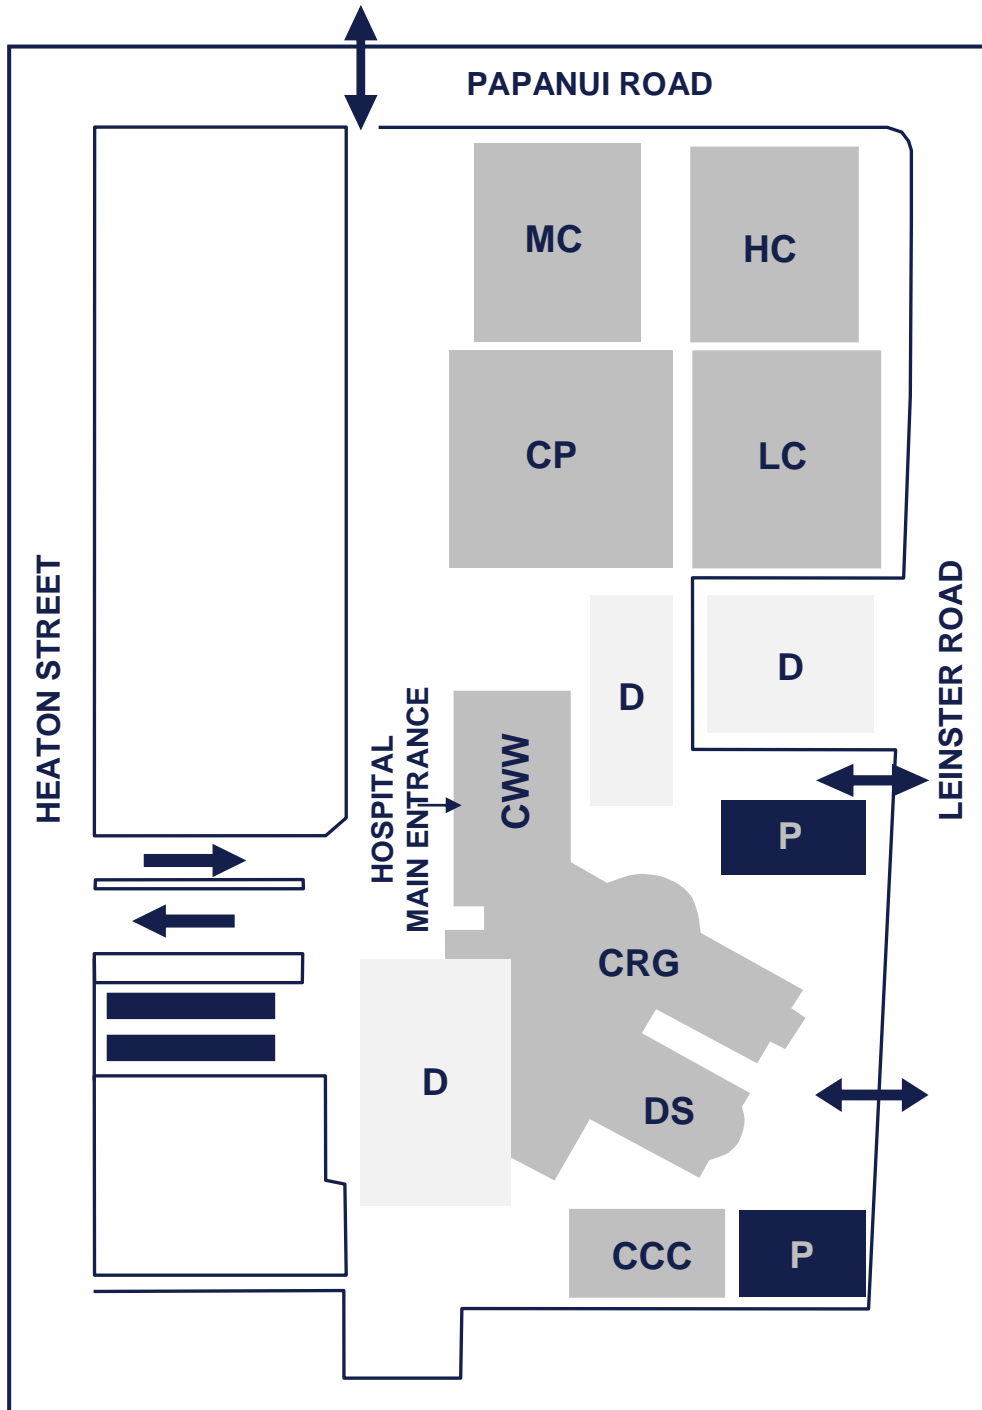 PAPANUI ROAD
MC
HC
CP
LC
HEATON STREET
LEINSTER ROAD
D
D
HOSPITAL
MAIN ENTRANCE
CWW
P
CRG
D
DS
CCC
P